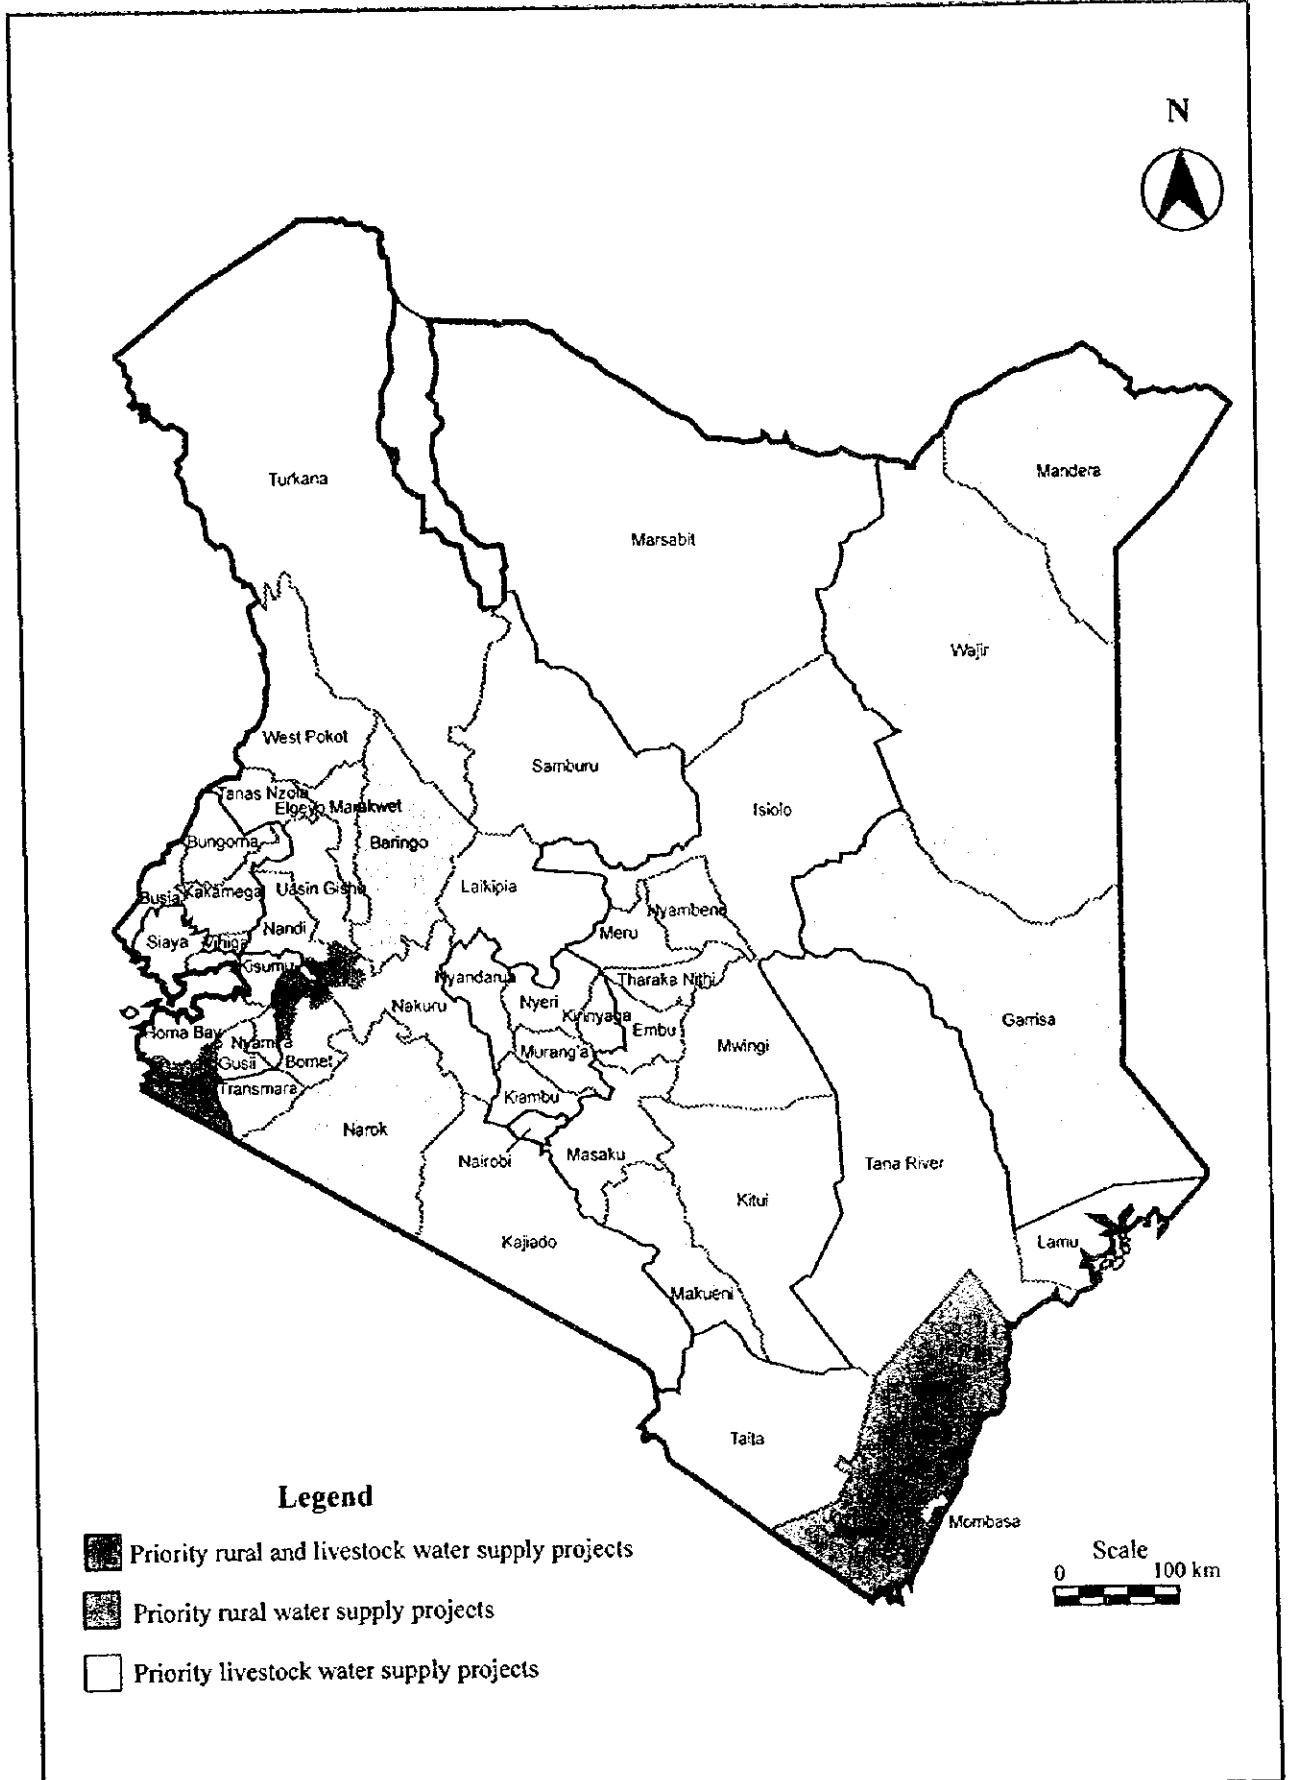 N
Turkana
Mandera
Marsabit
Wajir
West Pokot
Samburu
Tanas Nzoia
Elgeyo Marakwet
Isiolo
Bungoma
Baringo
Busia
Kakamega
Uasin Gishu
Laikipia
Nyambene
Siaya
Vihiga
Nandi
Meru
Kisumu
Nyandarua
Tharaka Nithi
Nakuru
Nyeri
Kirinyaga
Garrisa
Homa Bay
Nyamira
Embu
Mwingi
Gusii
Bomet
Murang'a
Transmara
Kiambu
Narok
Nairobi
Masaku
Tana River
Kitui
Kajiado
Lamu
Makueni
Taita
Mombasa
Legend
Priority rural and livestock water supply projects
Priority rural water supply projects
Priority livestock water supply projects
Scale
0 100 km